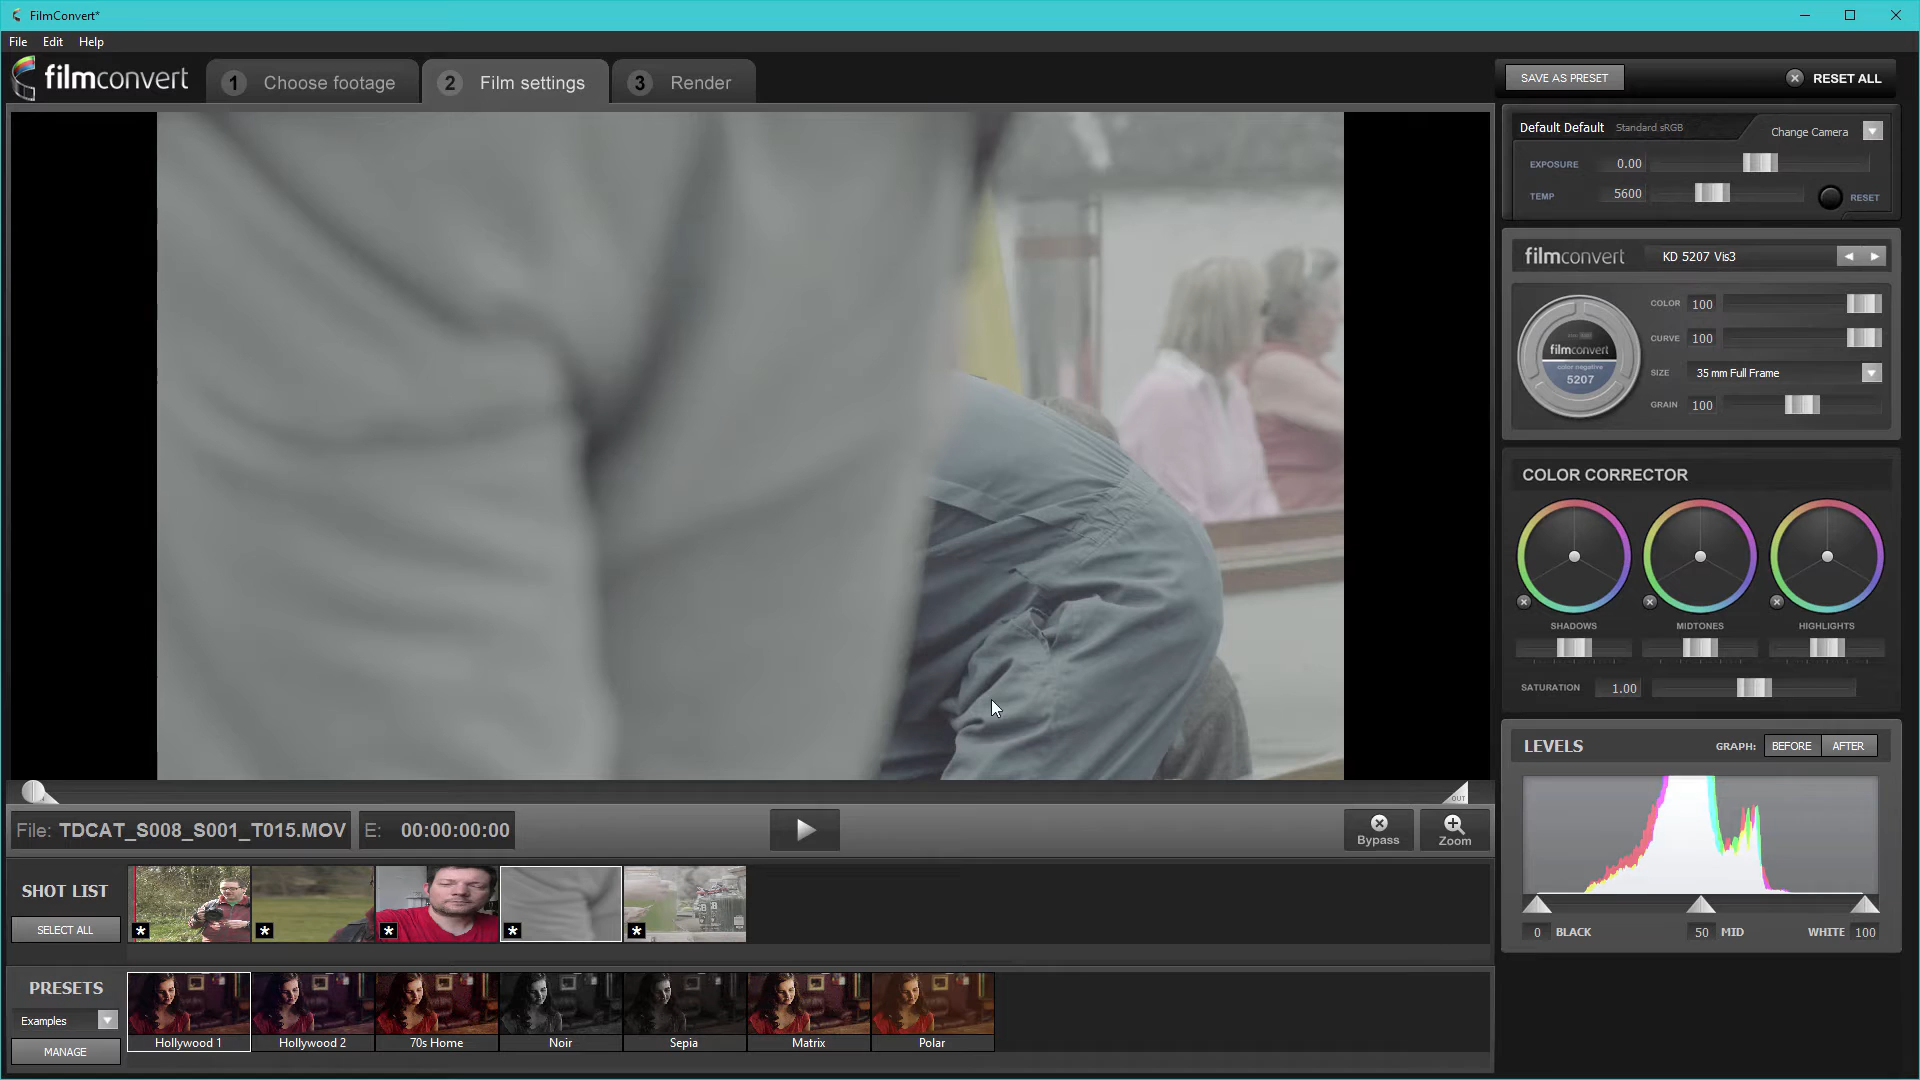 FilmConvert*
File Edit Help
filmconvert
1 Choose footage
2 Film settings
3 Render
SAVE AS PRESET
RESET ALL
Default Default Standard sRGB
Change Camera
EXPOSURE 0.00
TEMP 5600
RESET
filmconvert KD 5207 Vis3
COLOR 100
CURVE 100
SIZE 35 mm Full Frame
GRAIN 100
filmconvert
color negative
5207
COLOR CORRECTOR
SHADOWS MIDTONES HIGHLIGHTS
SATURATION 1.00
LEVELS GRAPH: BEFORE AFTER
0 BLACK 50 MID WHITE 100
OUT
File: TDCAT_S008_S001_T015.MOV E: 00:00:00:00
Bypass
Zoom
SHOT LIST
SELECT ALL
PRESETS
Examples
MANAGE
Hollywood 1 Hollywood 2 70s Home Noir Sepia Matrix Polar